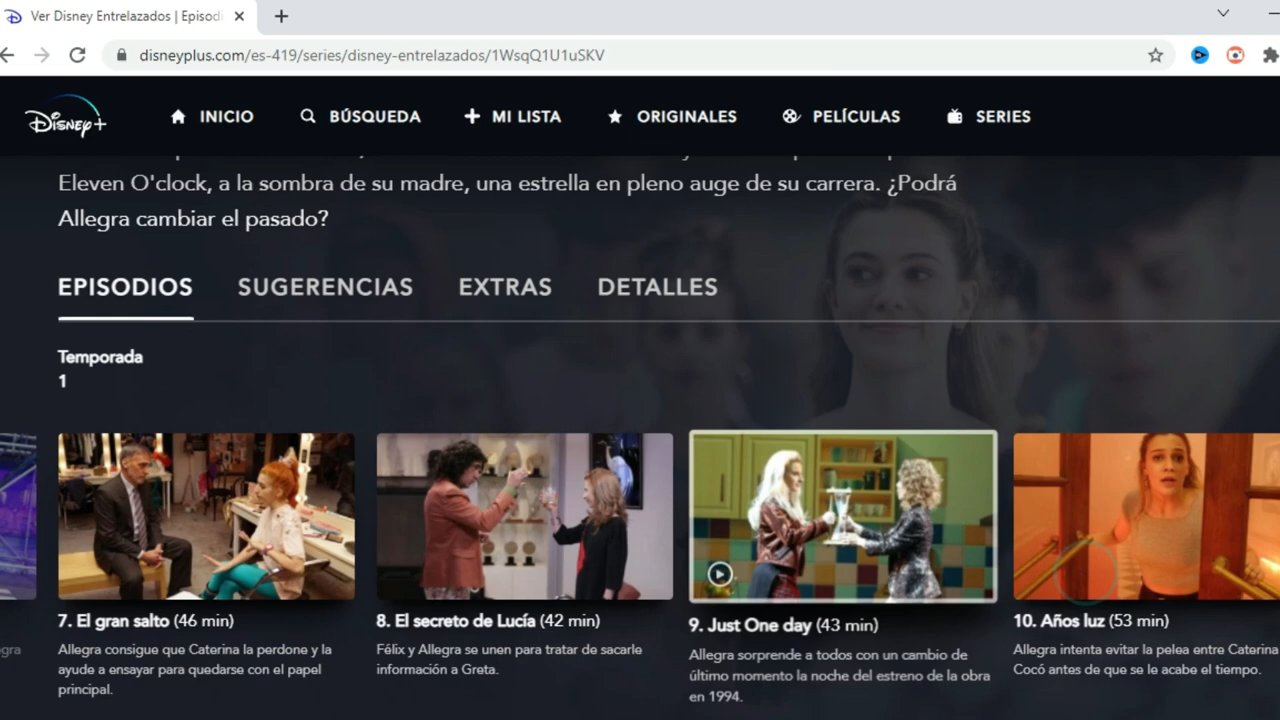 Ver Disney Entrelazados | Episodi
disneyplus.com/es-419/series/disney-entrelazados/1WsqQ1U1uSKV
Disney+ INICIO BÚSQUEDA MI LISTA ORIGINALES PELÍCULAS SERIES
Eleven O'clock, a la sombra de su madre, una estrella en pleno auge de su carrera. ¿Podrá
Allegra cambiar el pasado?
EPISODIOS SUGERENCIAS EXTRAS DETALLES
Temporada
1
7. El gran salto (46 min)
Allegra consigue que Caterina la perdone y la
ayude a ensayar para quedarse con el papel
principal.
8. El secreto de Lucía (42 min)
Félix y Allegra se unen para tratar de sacarle
información a Greta.
9. Just One day (43 min)
Allegra sorprende a todos con un cambio de
último momento la noche del estreno de la obra
en 1994.
10. Años luz (53 min)
Allegra intenta evitar la pelea entre Caterina
Cocó antes de que se le acabe el tiempo.